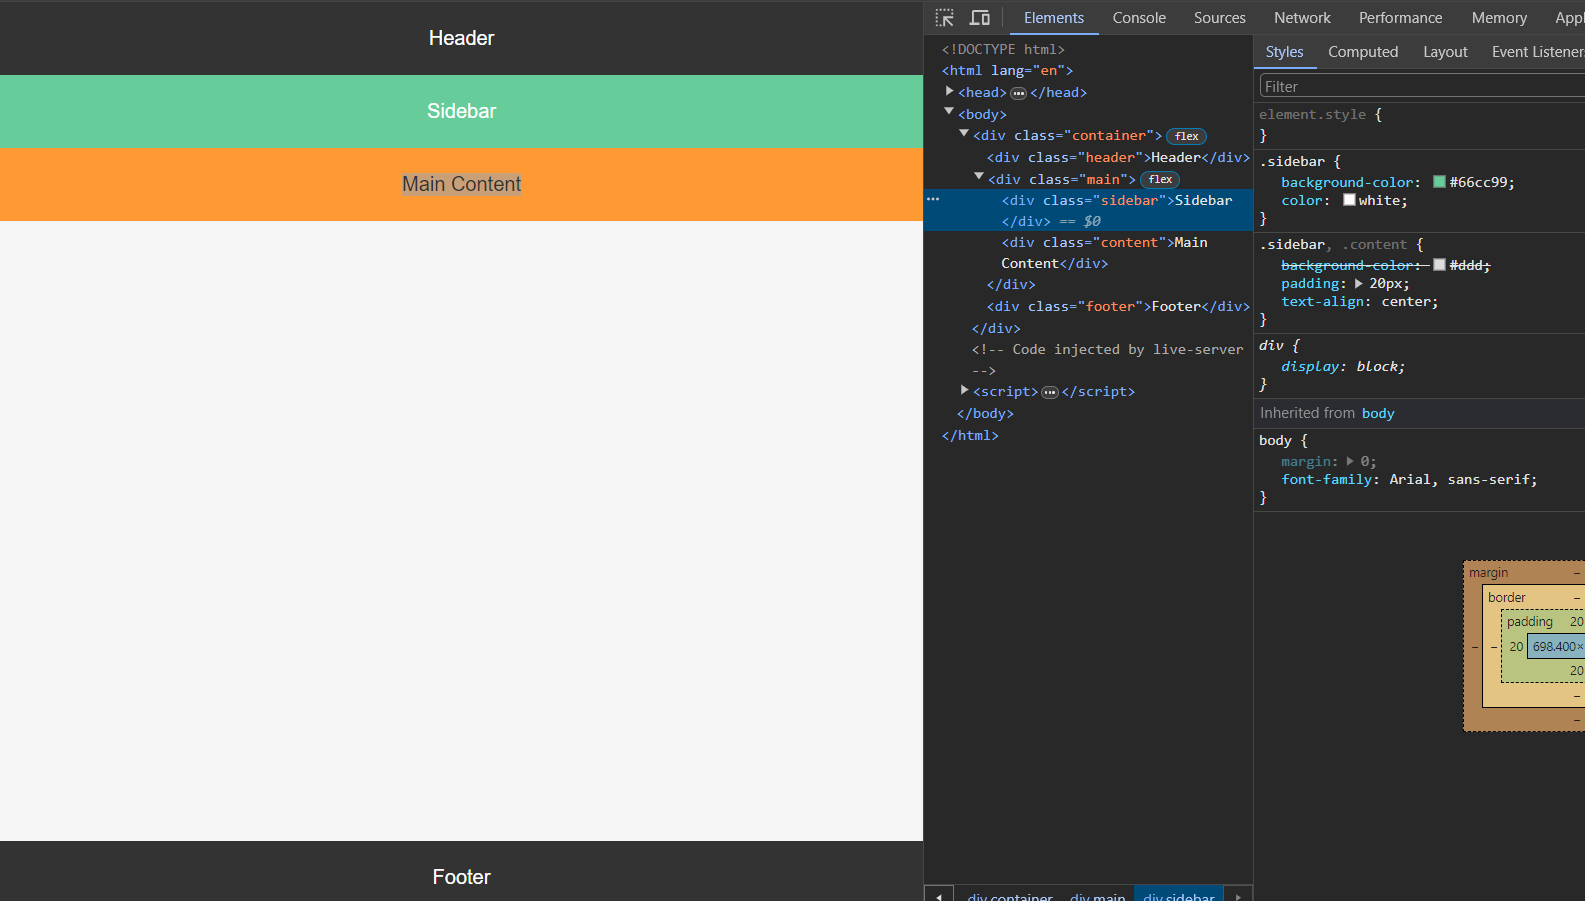 Header
Sidebar
Main Content
Footer
Elements Console Sources Network Performance Memory
<!DOCTYPE html>
<html lang="en">
<head> ••• </head>
<body>
<div class="container"> flex
<div class="header">Header</div>
<div class="main"> flex
••• <div class="sidebar">Sidebar
</div> == $0
<div class="content">Main
Content</div>
</div>
<div class="footer">Footer</div>
</div>
<!-- Code injected by live-server
-->
<script> ••• </script>
</body>
</html>
div.container div.main div.sidebar
Styles Computed Layout Event Listeners
Filter
element.style {
}
.sidebar {
background-color: #66cc99;
color: white;
}
.sidebar, .content {
background-color: #ddd;
padding: 20px;
text-align: center;
}
div {
display: block;
}
Inherited from body
body {
margin: 0;
font-family: Arial, sans-serif;
}
margin –
border –
padding 20
– – 20 698.400×
20
–
–